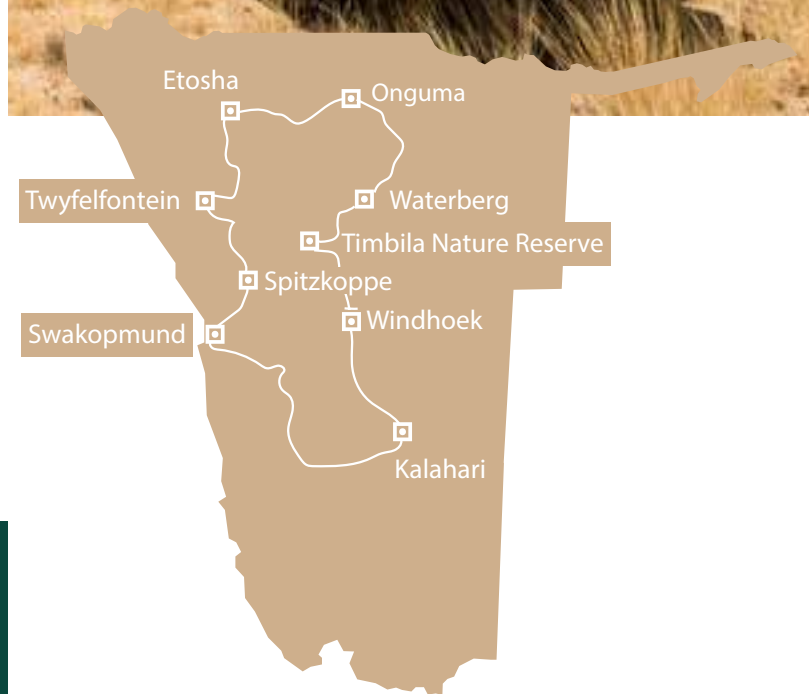 Etosha
Onguma
Twyfelfontein
Waterberg
Timbila Nature Reserve
Spitzkoppe
Windhoek
Swakopmund
Kalahari